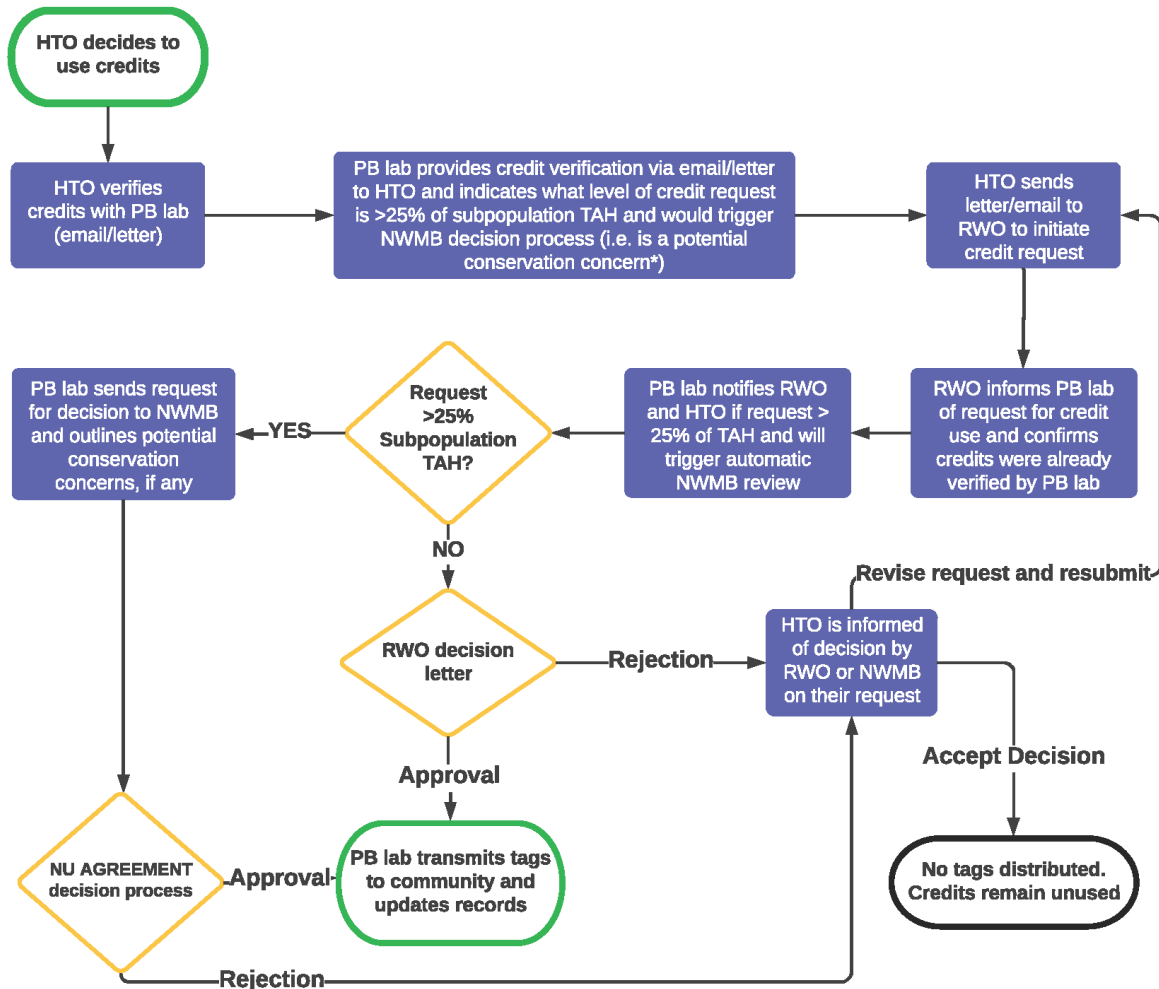 HTO decides to
use credits
HTO verifies
credits with PB lab
(email/letter)
PB lab provides credit verification via email/letter
to HTO and indicates what level of credit request
is >25% of subpopulation TAH and would trigger
NWMB decision process (i.e. is a potential
conservation concern*)
HTO sends
letter/email to
RWO to initiate
credit request
PB lab sends request
for decision to NWMB
and outlines potential
conservation
concerns, if any
YES
Request
>25%
Subpopulation
TAH?
PB lab notifies RWO
and HTO if request >
25% of TAH and will
trigger automatic
NWMB review
RWO informs PB lab
of request for credit
use and confirms
credits were already
verified by PB lab
NO
Revise request and resubmit
RWO decision
letter
Rejection
HTO is informed
of decision by
RWO or NWMB
on their request
Approval
Accept Decision
NU AGREEMENT
decision process
Approval
PB lab transmits tags
to community and
updates records
No tags distributed.
Credits remain unused
Rejection